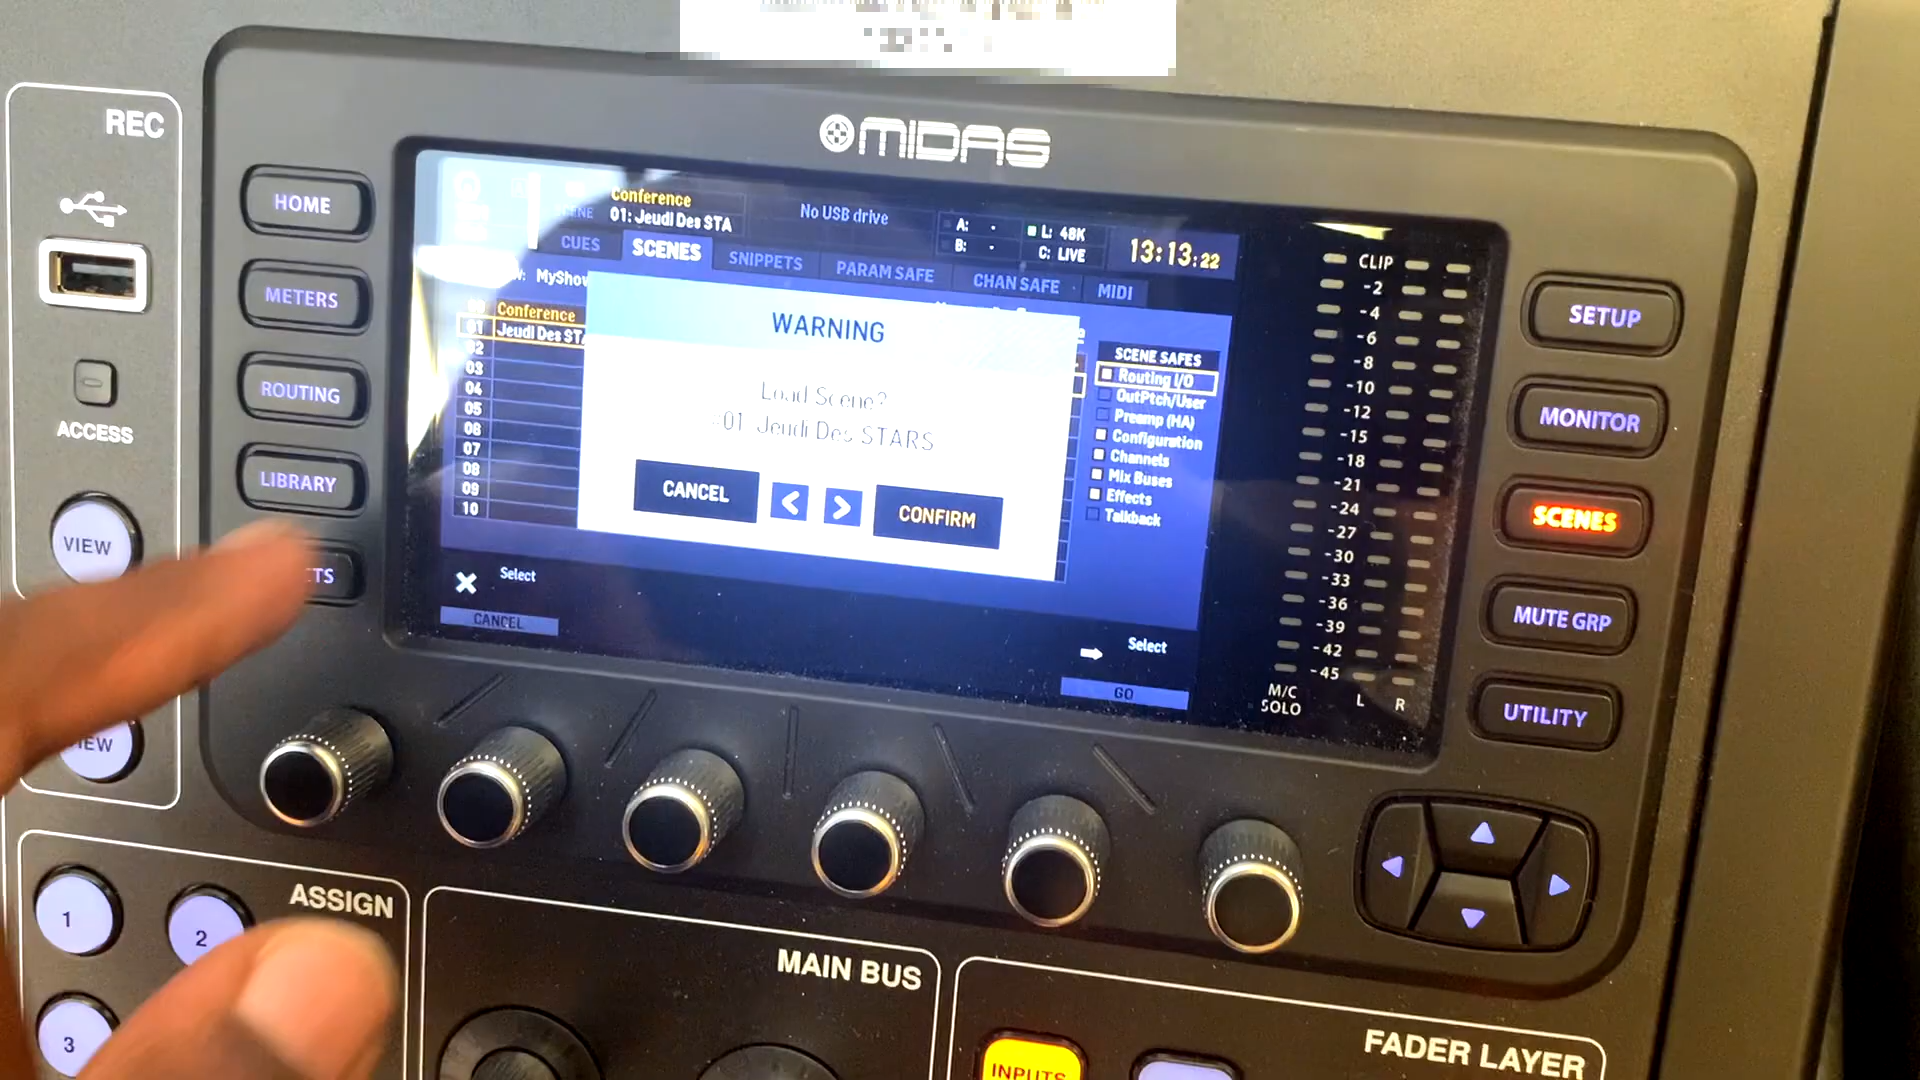 REC
MIDAS
HOME
METERS
ROUTING
LIBRARY
ACCESS
VIEW
Conference
01: Jeudi Des STA
No USB drive
A: -
B: -
L: 48K
C: LIVE
13:13:22
CUES
SCENES
SNIPPETS
PARAM SAFE
CHAN SAFE
MIDI
MyShow
Conference
01 Jeudi Des STA
02
03
04
05
06
07
08
09
10
WARNING
Load Scene?
#01 Jeudi Des STARS
CANCEL
<
>
CONFIRM
SCENE SAFES
Routing I/O
OutPtch/User
Preamp (HA)
Configuration
Channels
Mix Buses
Effects
Talkback
Select
CANCEL
Select
GO
CLIP
-2
-4
-6
-8
-10
-12
-15
-18
-21
-24
-27
-30
-33
-36
-39
-42
-45
M/C
SOLO
L R
SETUP
MONITOR
SCENES
MUTE GRP
UTILITY
ASSIGN
1
2
3
MAIN BUS
FADER LAYER
INPUTS